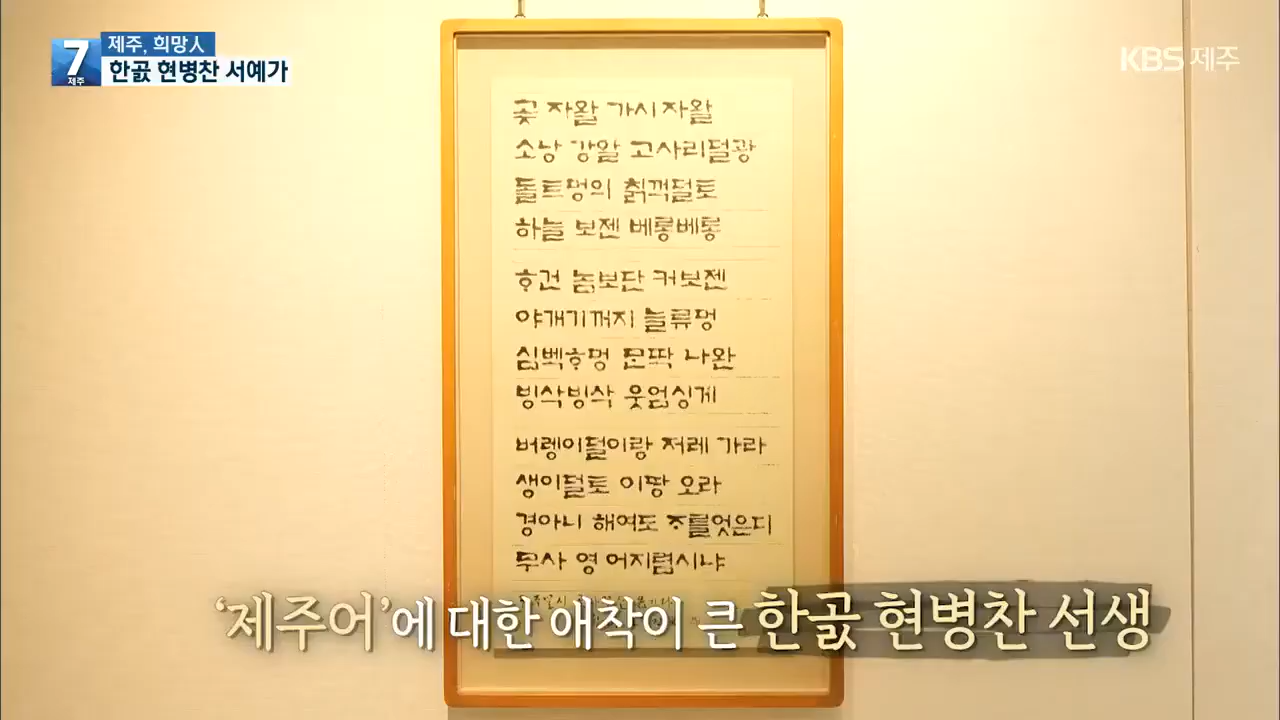 7
제주
제주, 희망人
한곬 현병찬 서예가
KBS 제주
곶 자왈 가시자왈
소낭 강알 고사리덜광
돌트멍의 칡꺽덜토
하늘 보젠 베롱베롱
ᄒᆞ건 놈보단 커보젠
야개기꺼지 늘류멍
심벡ᄒᆞ멍 문딱 나완
빙삭빙삭 웃엄싱게
버렝이덜이랑 저레 가라
생이덜토 이땅 오라
경아니 해여도 ᄌᆞ를엇은디
무사 영 어지럽시냐
‘제주어’에 대한 애착이 큰 한곬 현병찬 선생